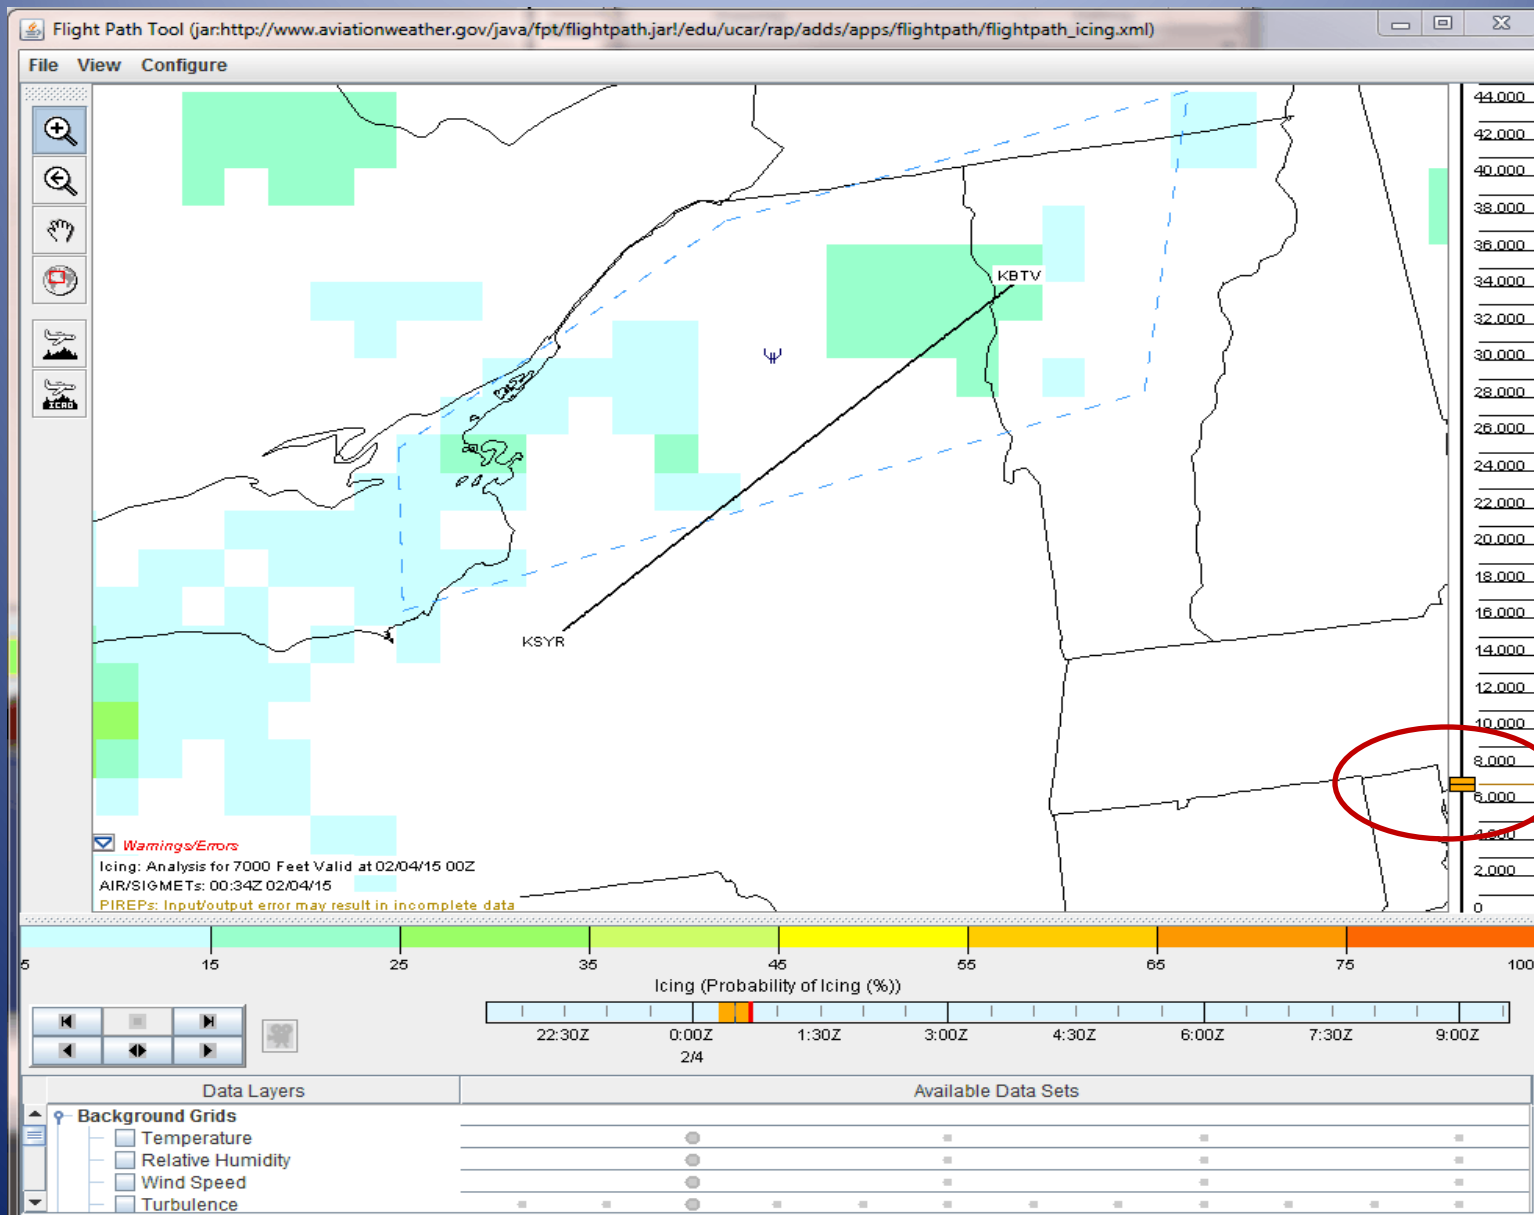 Flight Path Tool (jar:http://www.aviationweather.gov/java/fpt/flightpath.jar!/edu/ucar/rap/adds/apps/flightpath/flightpath_icing.xml)
File View Configure
ICAO
KBTV
KSYR
44,000
42,000
40,000
38,000
36,000
34,000
32,000
30,000
28,000
26,000
24,000
22,000
20,000
18,000
16,000
14,000
12,000
10,000
8,000
6,000
4,000
2,000
0
Warnings/Errors
Icing: Analysis for 7000 Feet Valid at 02/04/15 00Z
AIR/SIGMETs: 00:34Z 02/04/15
PIREPs: Input/output error may result in incomplete data
5 15 25 35 45 55 65 75 100
Icing (Probability of Icing (%))
22:30Z 0:00Z 1:30Z 3:00Z 4:30Z 6:00Z 7:30Z 9:00Z
2/4
Data Layers Available Data Sets
Background Grids
Temperature
Relative Humidity
Wind Speed
Turbulence